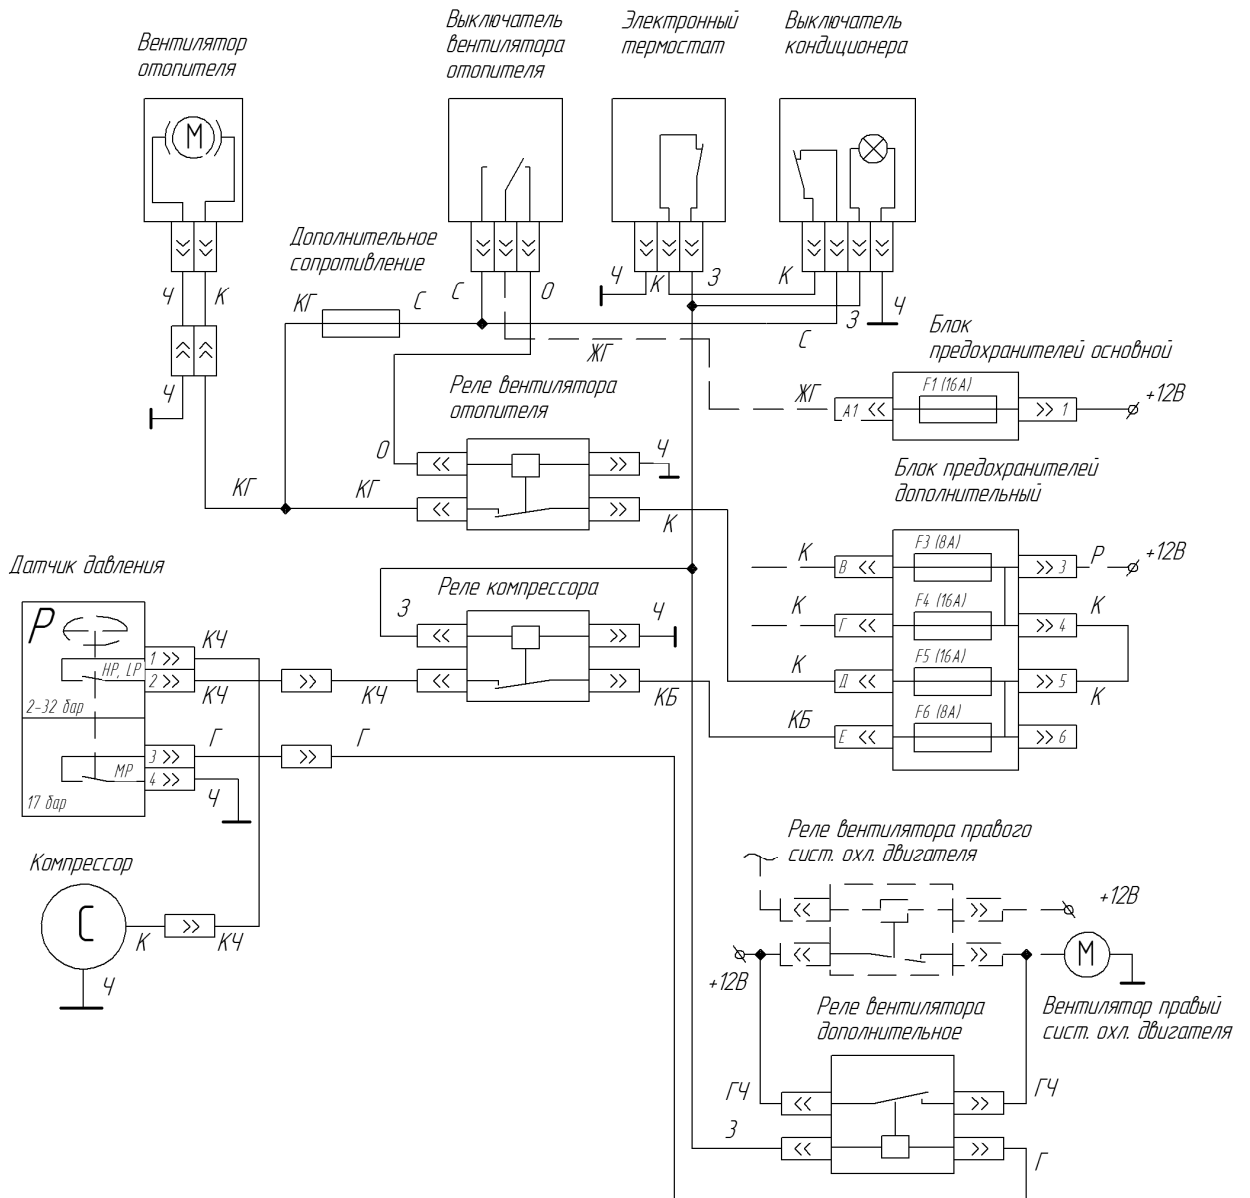 Вентилятор
отопителя
Выключатель
вентилятора
отопителя
Электронный
термостат
Выключатель
кондиционера
M
Дополнительное
сопротивление
Ч
К
КГ
С
С
О
Ч
К
З
К
З
Ч
С
Ч
ЖГ
Блок
предохранителей основной
F1 (16А)
ЖГ
А1
1
+12В
Реле вентилятора
отопителя
О
Ч
КГ
КГ
К
Блок предохранителей
дополнительный
F3 (8А)
К
В
3
Р
+12В
F4 (16А)
К
Г
4
К
F5 (16А)
К
Д
5
К
F6 (8А)
КБ
Е
6
Датчик давления
Р
КЧ
1
HP, LP
2
КЧ
2-32 бар
Г
3
MP
4
Ч
17 бар
Реле компрессора
З
Ч
КЧ
КБ
Г
Компрессор
C
К
КЧ
Ч
Реле вентилятора правого
сист. охл. двигателя
+12В
+12В
M
Реле вентилятора
дополнительное
Вентилятор правый
сист. охл. двигателя
ГЧ
ГЧ
З
Г